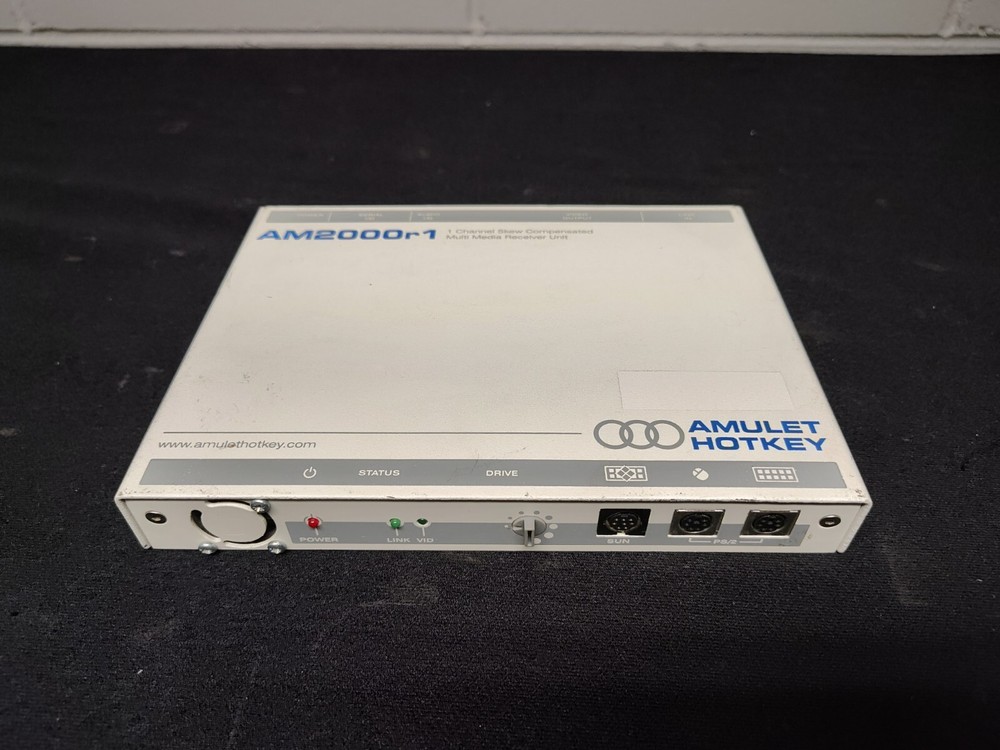 AM2000r1 1 Channel Skew Compensated
Multi Media Receiver Unit
AMULET
HOTKEY
www.amulethotkey.com
STATUS DRIVE
POWER LINK VID SUN PS/2